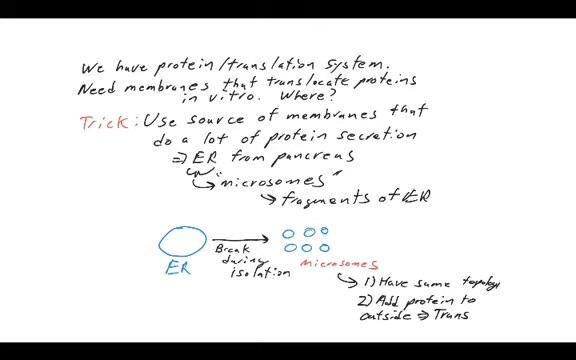 We have protein/translation system.
Need membranes that translocate proteins
in vitro. Where?
Trick: Use source of membranes that
do a lot of protein secretion
⇒ ER from pancreas
↳ "microsomes"
→ fragments of ER
ER
Break
during
isolation
microsomes
↳ 1) Have same topology
2) Add protein to
outside ⇒ Trans